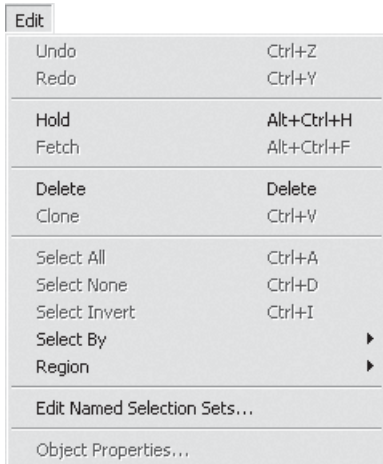 Edit
Undo Ctrl+Z
Redo Ctrl+Y
Hold Alt+Ctrl+H
Fetch Alt+Ctrl+F
Delete Delete
Clone Ctrl+V
Select All Ctrl+A
Select None Ctrl+D
Select Invert Ctrl+I
Select By
Region
Edit Named Selection Sets...
Object Properties...